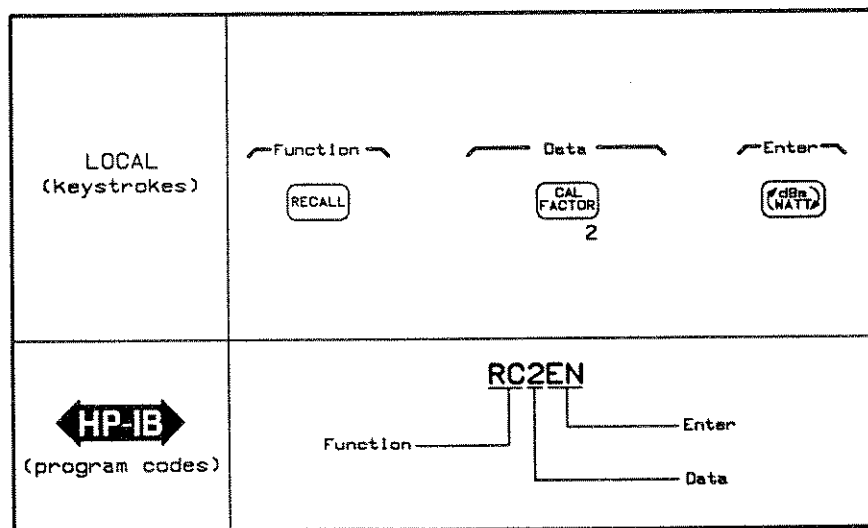 LOCAL
(keystrokes)
Function
Data
Enter
RECALL
CAL
FACTOR
2
dBm
WATT
HP-IB
(program codes)
RC2EN
Function
Enter
Data